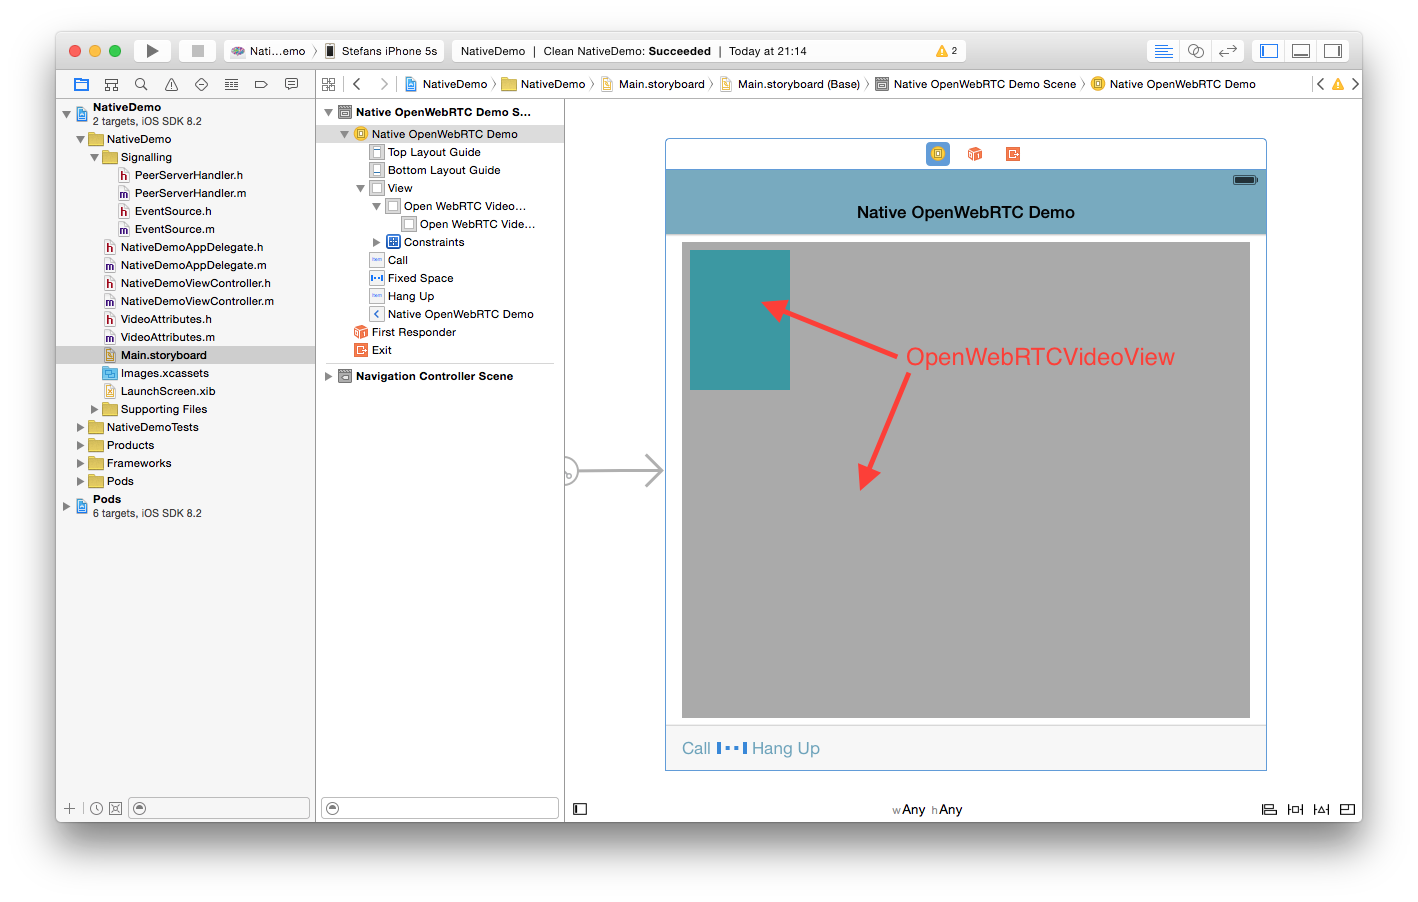 Nati...emo
Stefans iPhone 5s
NativeDemo | Clean NativeDemo: Succeeded | Today at 21:14
2
NativeDemo
NativeDemo
Main.storyboard
Main.storyboard (Base)
Native OpenWebRTC Demo Scene
Native OpenWebRTC Demo
NativeDemo
2 targets, iOS SDK 8.2
NativeDemo
Signalling
h PeerServerHandler.h
m PeerServerHandler.m
h EventSource.h
m EventSource.m
h NativeDemoAppDelegate.h
m NativeDemoAppDelegate.m
h NativeDemoViewController.h
m NativeDemoViewController.m
h VideoAttributes.h
m VideoAttributes.m
Main.storyboard
Images.xcassets
LaunchScreen.xib
Supporting Files
NativeDemoTests
Products
Frameworks
Pods
Pods
6 targets, iOS SDK 8.2
Native OpenWebRTC Demo S...
Native OpenWebRTC Demo
Top Layout Guide
Bottom Layout Guide
View
Open WebRTC Video...
Open WebRTC Vide...
Constraints
Call
Fixed Space
Hang Up
Native OpenWebRTC Demo
First Responder
Exit
Navigation Controller Scene
Native OpenWebRTC Demo
OpenWebRTCVideoView
Call Hang Up
wAny hAny